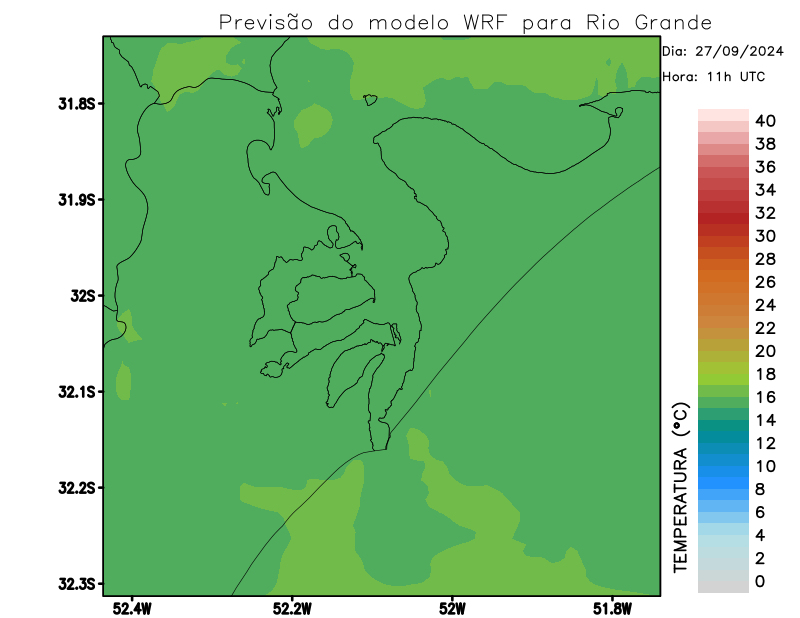 Previsão do modelo WRF para Rio Grande
Dia: 27/09/2024
Hora: 11h UTC
31.8S
31.9S
32S
32.1S
32.2S
32.3S
52.4W
52.2W
52W
51.8W
TEMPERATURA (°C)
40
38
36
34
32
30
28
26
24
22
20
18
16
14
12
10
8
6
4
2
0